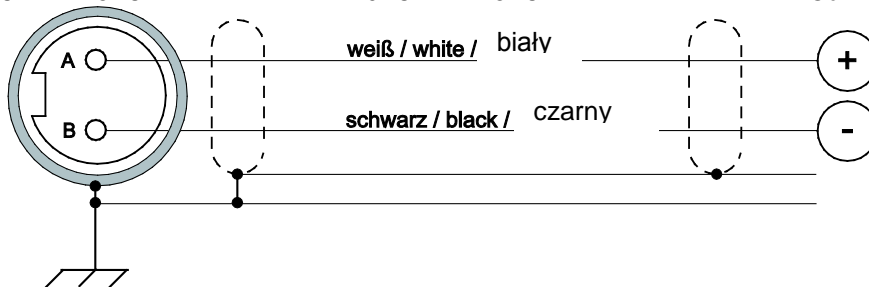 A weiß / white / biały +
B schwarz / black / czarny -